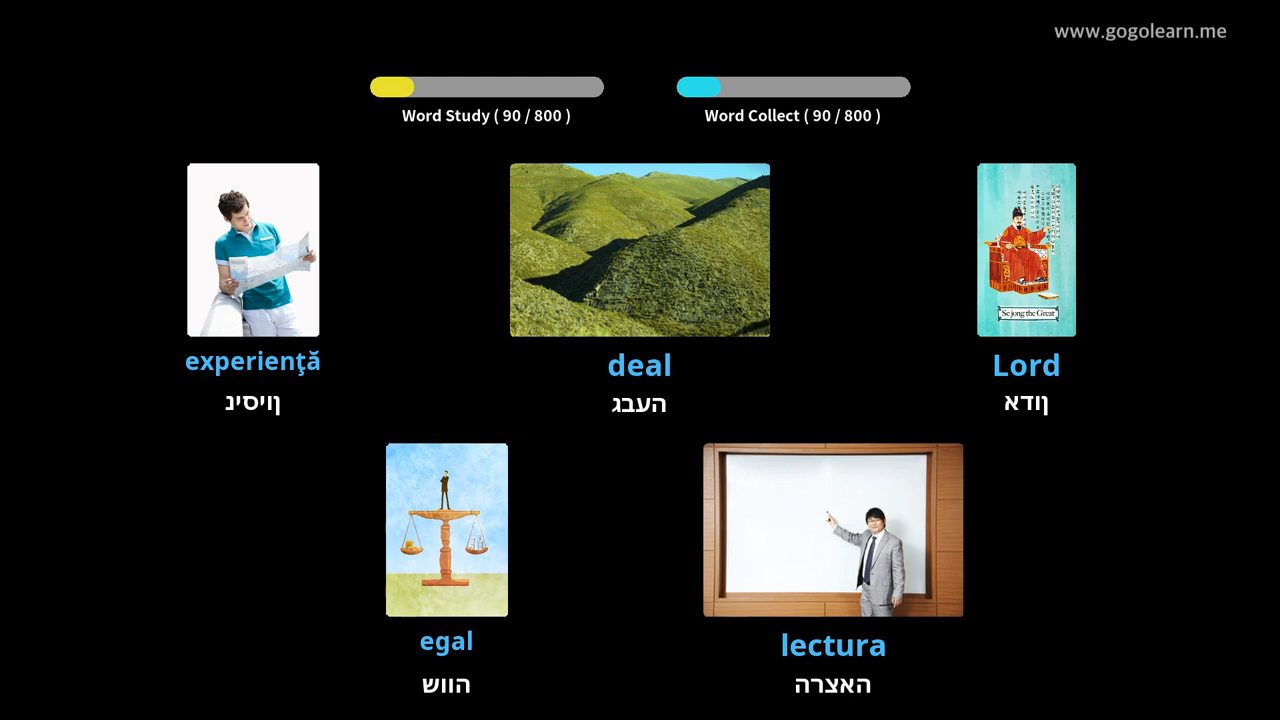 www.gogolearn.me
Word Study ( 90 / 800 )
Word Collect ( 90 / 800 )
Se jong the Great
experienţă
deal
Lord
ןויסינ
העבג
ןודא
egal
lectura
הווש
האצרה